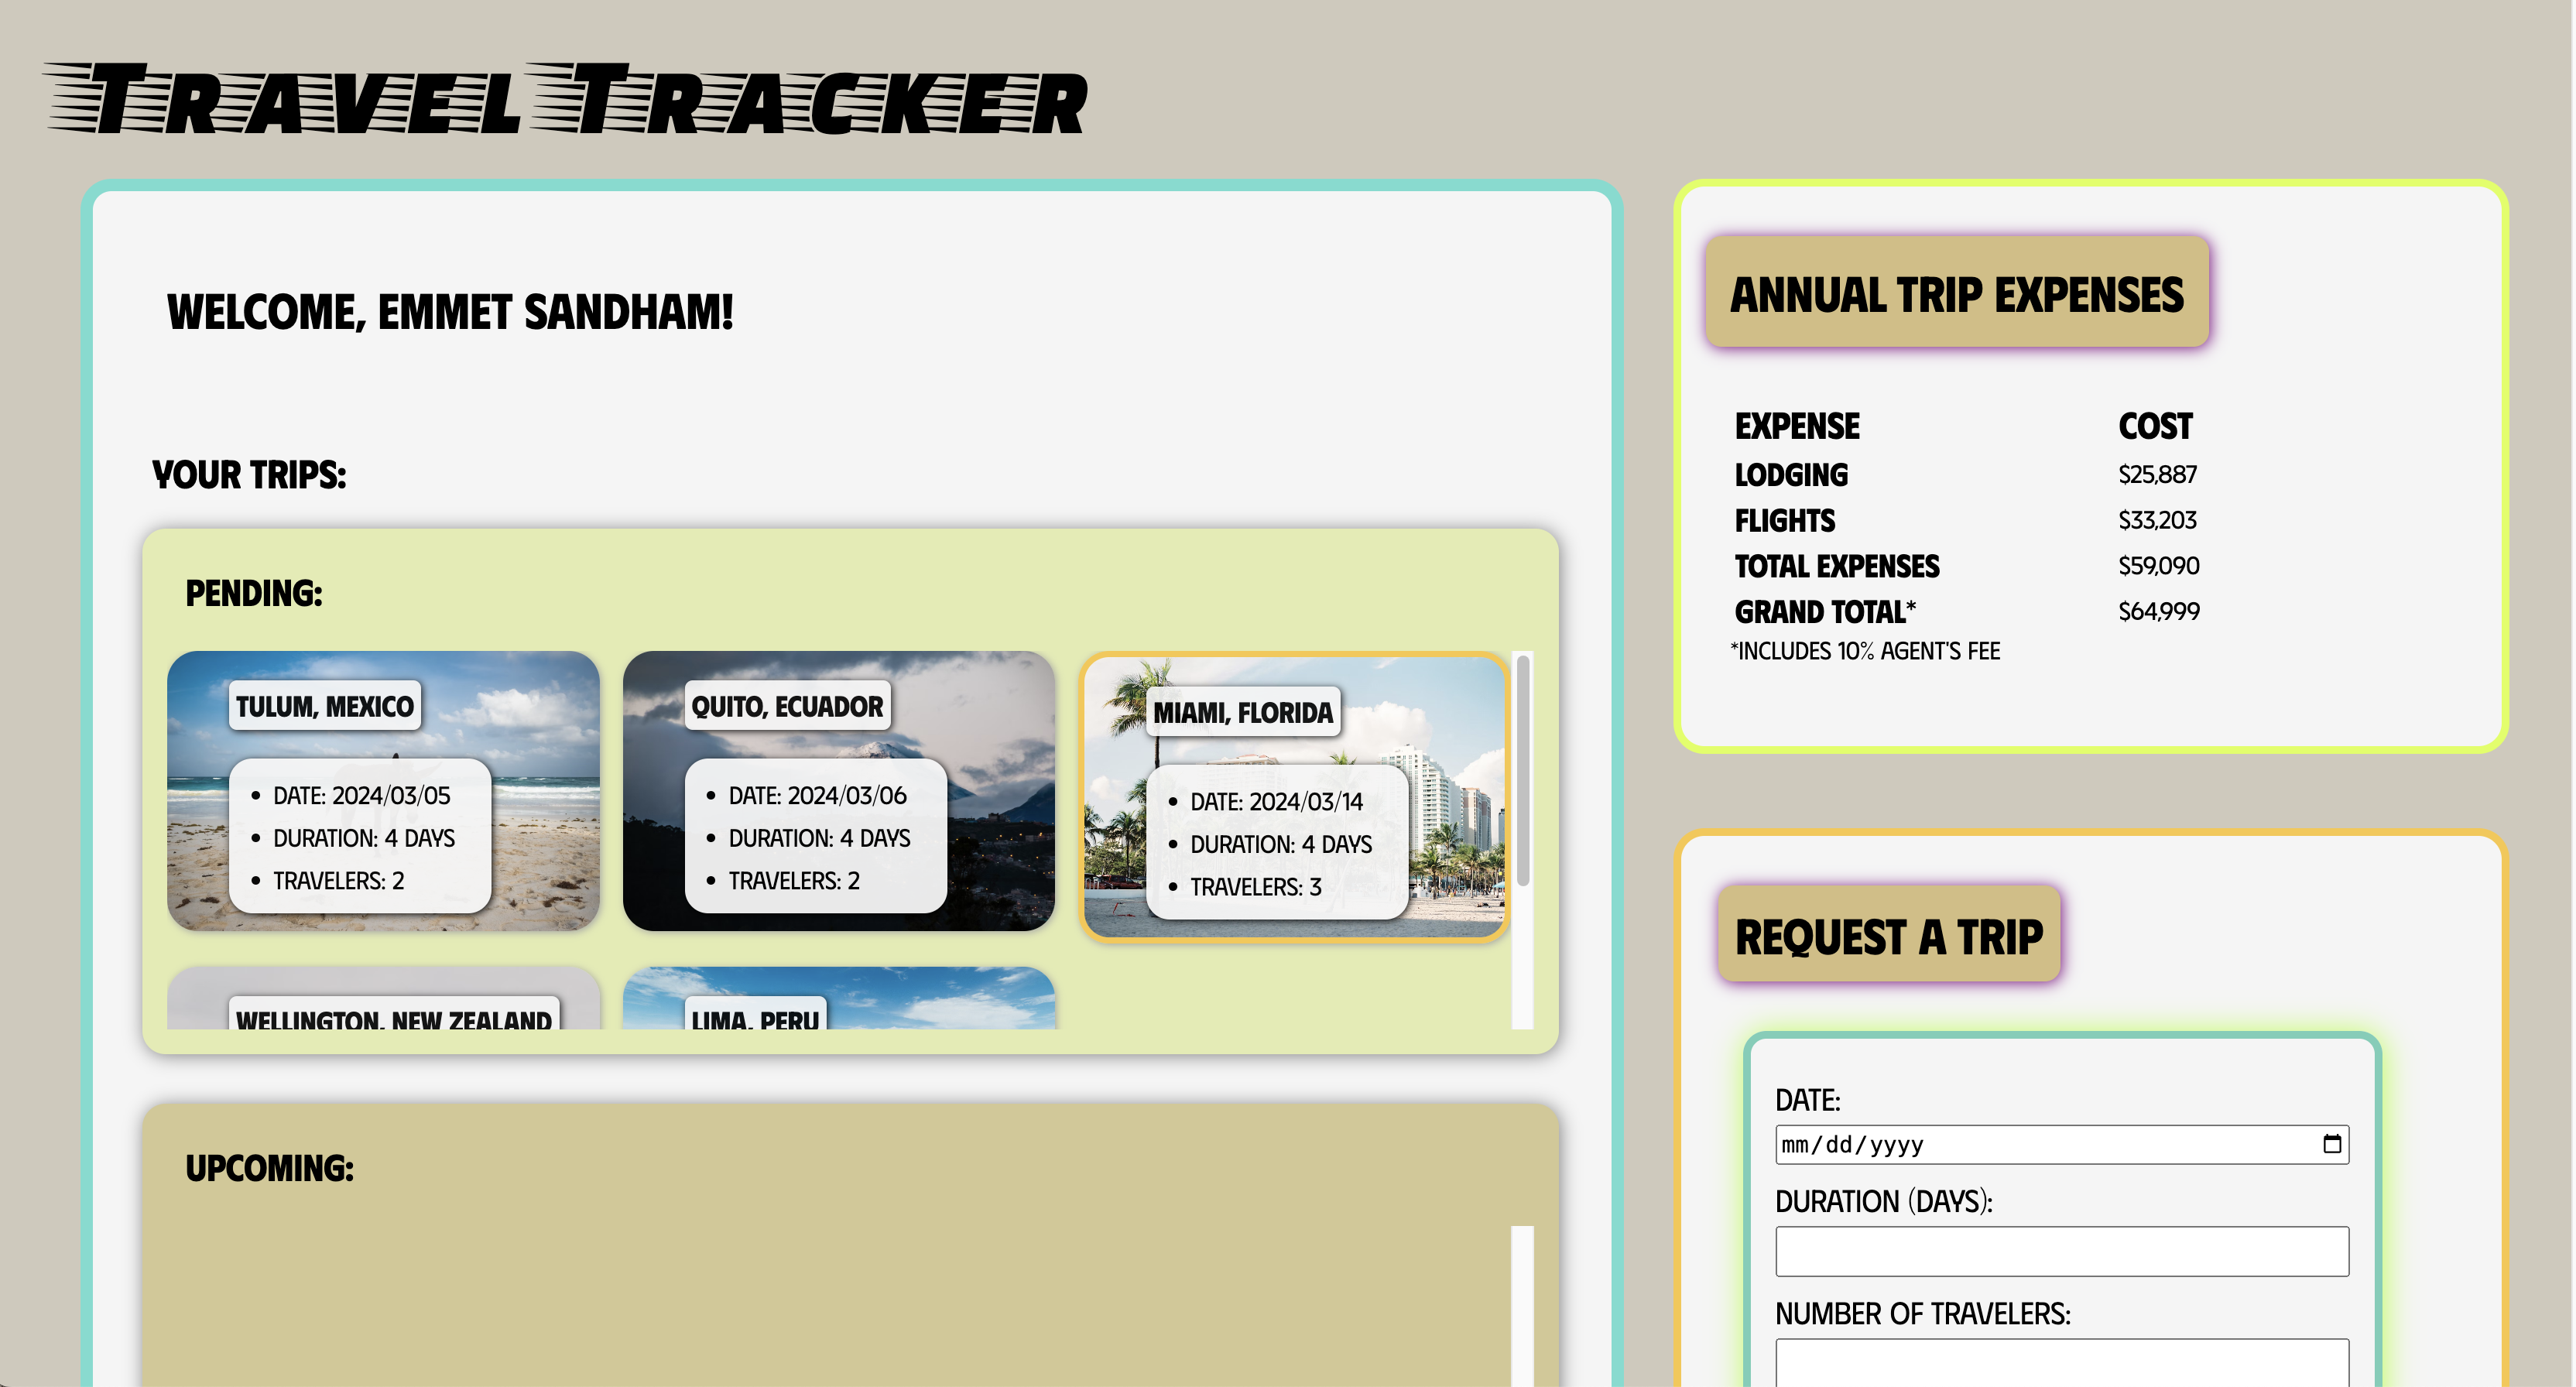 TRAVEL TRACKER
WELCOME, EMMET SANDHAM!
YOUR TRIPS:
PENDING:
TULUM, MEXICO
• DATE: 2024/03/05
• DURATION: 4 DAYS
• TRAVELERS: 2
QUITO, ECUADOR
• DATE: 2024/03/06
• DURATION: 4 DAYS
• TRAVELERS: 2
MIAMI, FLORIDA
• DATE: 2024/03/14
• DURATION: 4 DAYS
• TRAVELERS: 3
WELLINGTON, NEW ZEALAND
LIMA, PERU
UPCOMING:
ANNUAL TRIP EXPENSES
EXPENSE COST
LODGING $25,887
FLIGHTS $33,203
TOTAL EXPENSES $59,090
GRAND TOTAL* $64,999
*INCLUDES 10% AGENT'S FEE
REQUEST A TRIP
DATE:
mm/dd/yyyy
DURATION (DAYS):
NUMBER OF TRAVELERS: